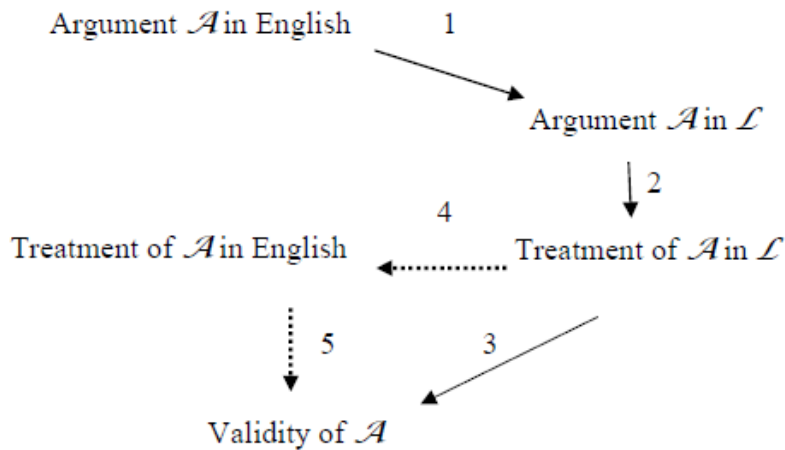 Argument 𝒜 in English 1
Argument 𝒜 in ℒ
2
4
Treatment of 𝒜 in English Treatment of 𝒜 in ℒ
5 3
Validity of 𝒜